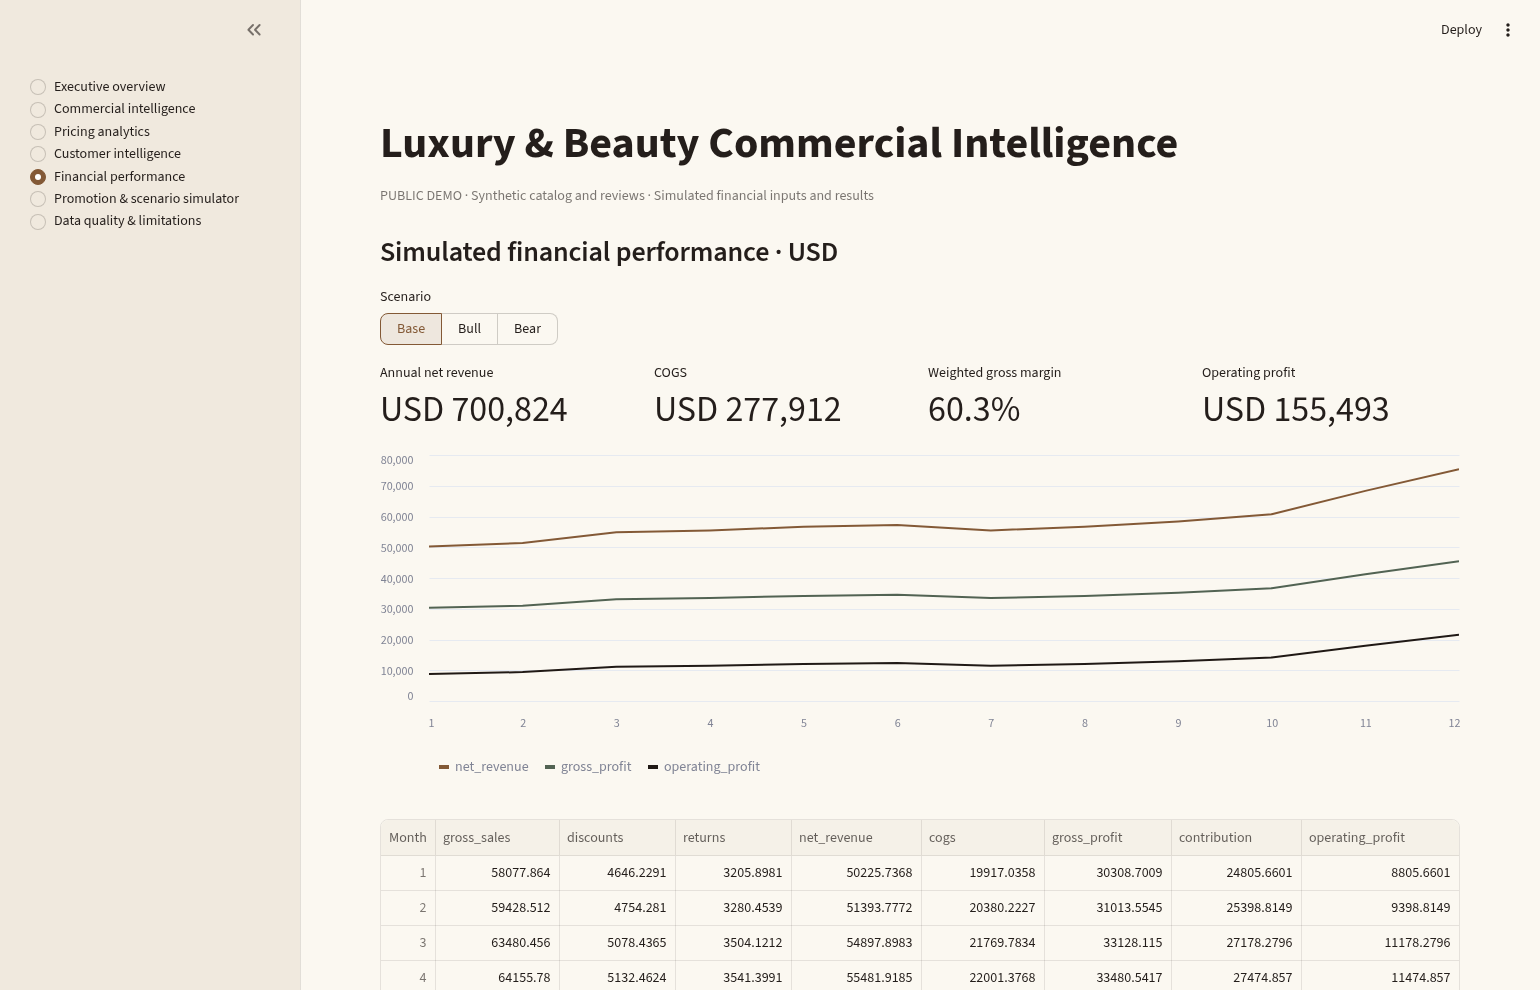 Deploy
Executive overview
Commercial intelligence
Pricing analytics
Customer intelligence
Financial performance
Promotion & scenario simulator
Data quality & limitations
Luxury & Beauty Commercial Intelligence
PUBLIC DEMO · Synthetic catalog and reviews · Simulated financial inputs and results
Simulated financial performance · USD
Scenario
Base Bull Bear
Annual net revenue COGS Weighted gross margin Operating profit
USD 700,824 USD 277,912 60.3% USD 155,493
80,000
70,000
60,000
50,000
40,000
30,000
20,000
10,000
0
1 2 3 4 5 6 7 8 9 10 11 12
net_revenue gross_profit operating_profit
Month gross_sales discounts returns net_revenue cogs gross_profit contribution operating_profit
1 58077.864 4646.2291 3205.8981 50225.7368 19917.0358 30308.7009 24805.6601 8805.6601
2 59428.512 4754.281 3280.4539 51393.7772 20380.2227 31013.5545 25398.8149 9398.8149
3 63480.456 5078.4365 3504.1212 54897.8983 21769.7834 33128.115 27178.2796 11178.2796
4 64155.78 5132.4624 3541.3991 55481.9185 22001.3768 33480.5417 27474.857 11474.857